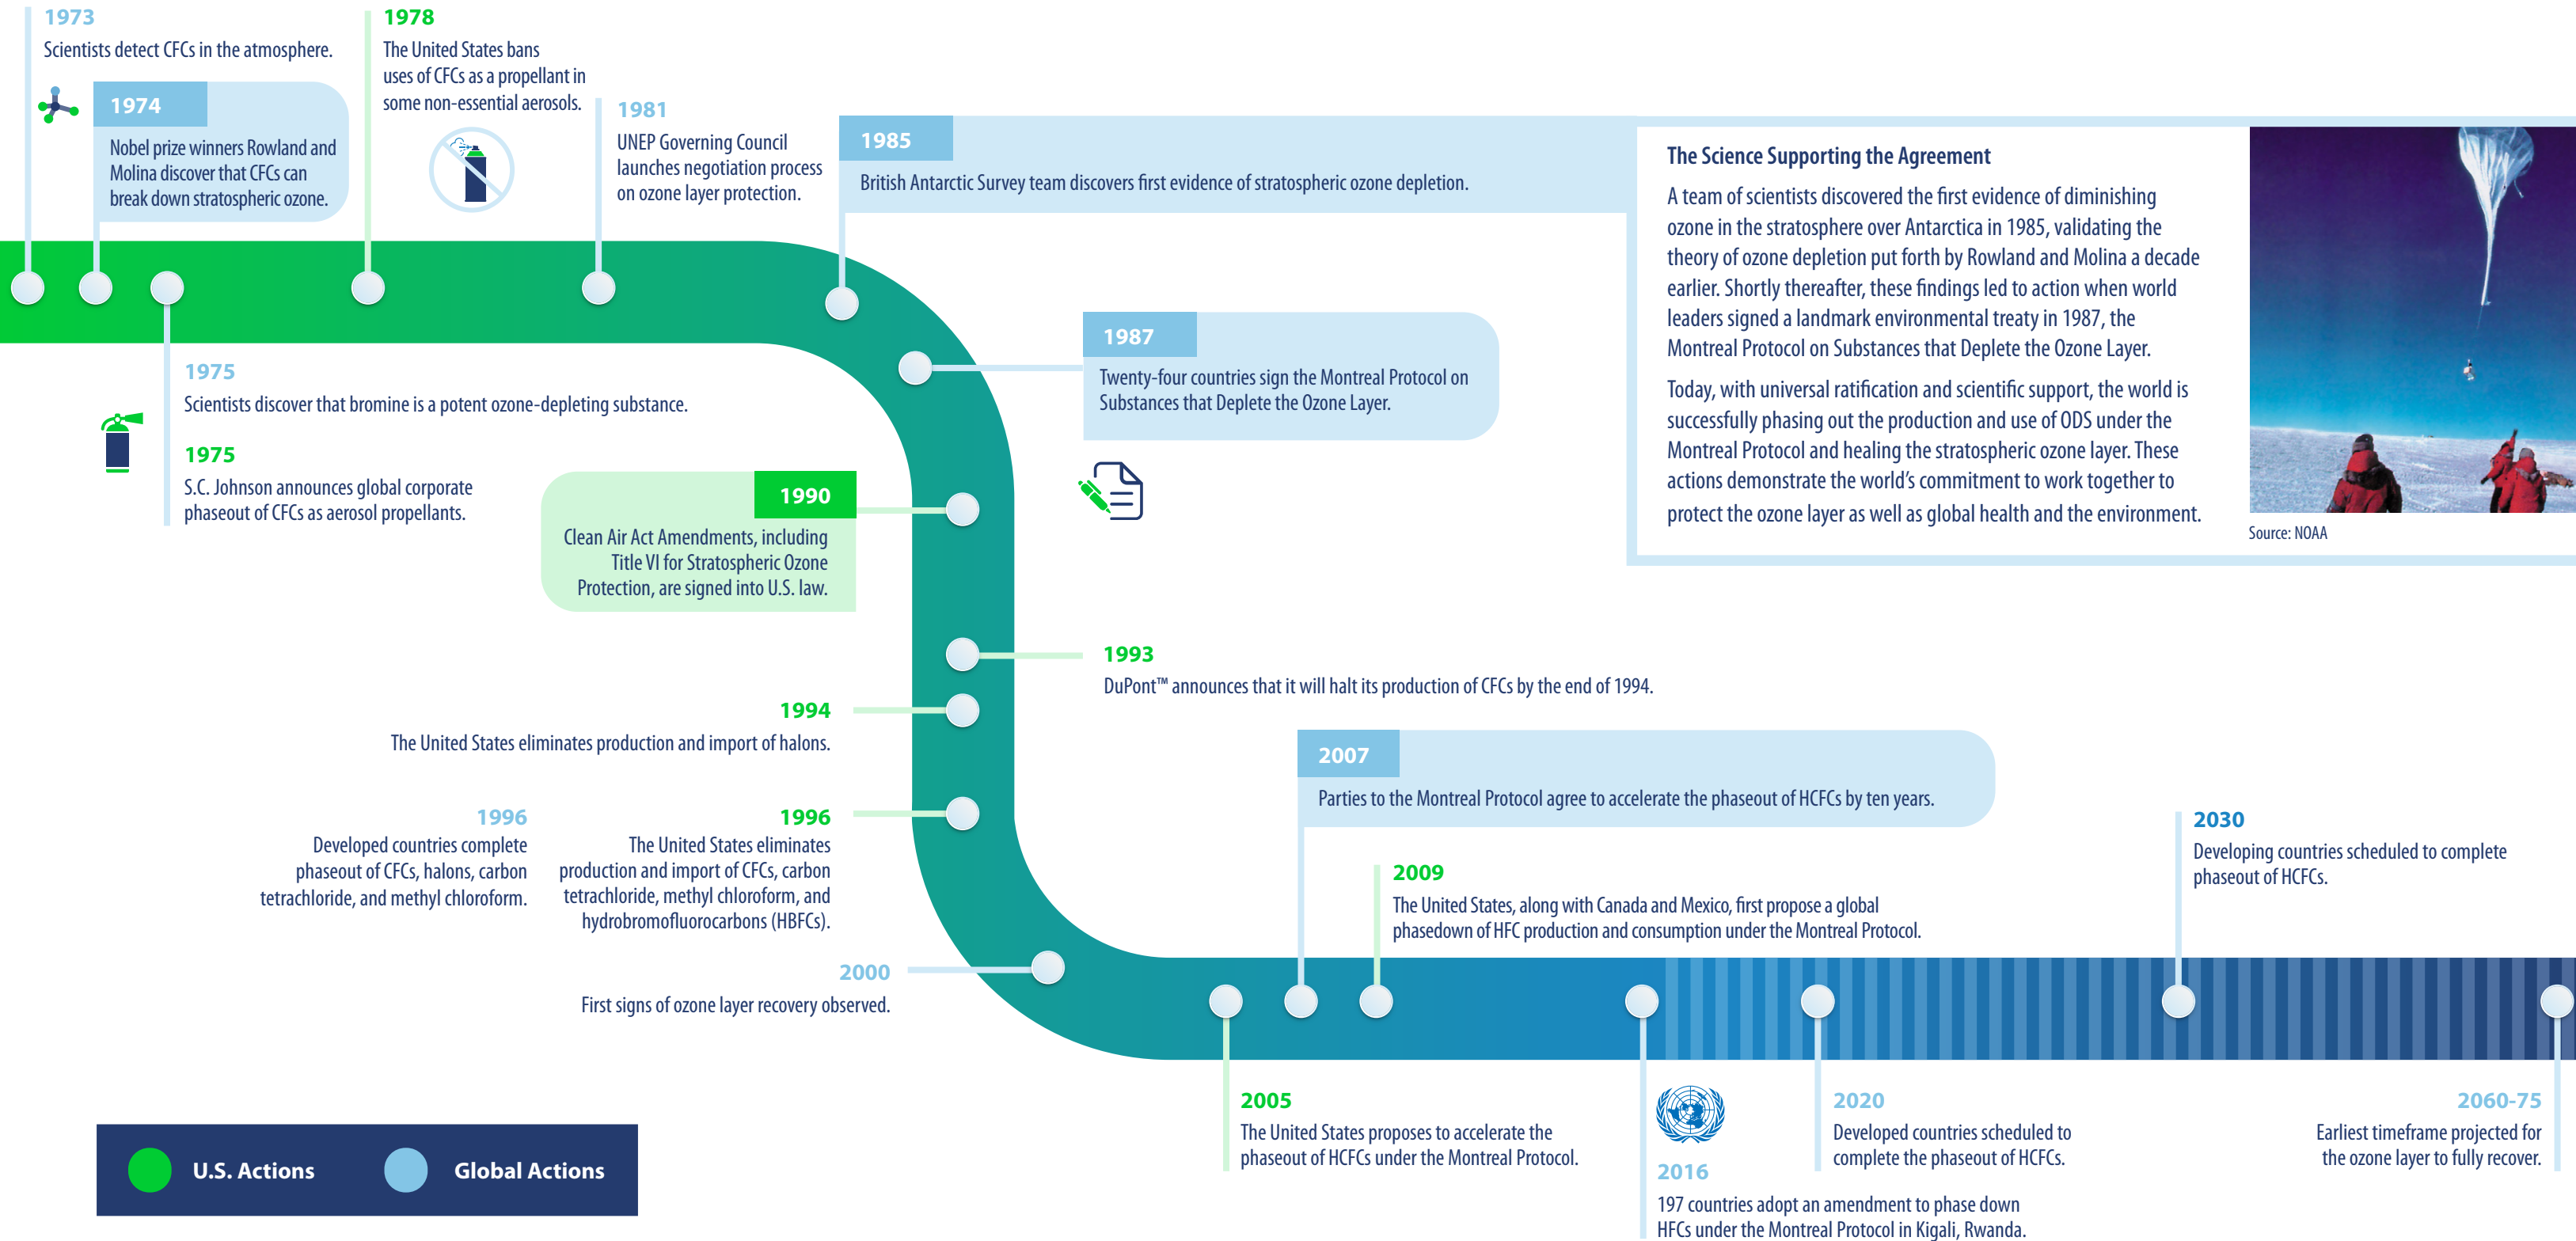 1973
Scientists detect CFCs in the atmosphere.
1974
Nobel prize winners Rowland and
Molina discover that CFCs can
break down stratospheric ozone.
1978
The United States bans
uses of CFCs as a propellant in
some non-essential aerosols.
1981
UNEP Governing Council
launches negotiation process
on ozone layer protection.
1985
British Antarctic Survey team discovers first evidence of stratospheric ozone depletion.
The Science Supporting the Agreement
A team of scientists discovered the first evidence of diminishing
ozone in the stratosphere over Antarctica in 1985, validating the
theory of ozone depletion put forth by Rowland and Molina a decade
earlier. Shortly thereafter, these findings led to action when world
leaders signed a landmark environmental treaty in 1987, the
Montreal Protocol on Substances that Deplete the Ozone Layer.
Today, with universal ratification and scientific support, the world is
successfully phasing out the production and use of ODS under the
Montreal Protocol and healing the stratospheric ozone layer. These
actions demonstrate the world's commitment to work together to
protect the ozone layer as well as global health and the environment.
Source: NOAA
1975
Scientists discover that bromine is a potent ozone-depleting substance.
1975
S.C. Johnson announces global corporate
phaseout of CFCs as aerosol propellants.
1987
Twenty-four countries sign the Montreal Protocol on
Substances that Deplete the Ozone Layer.
1990
Clean Air Act Amendments, including
Title VI for Stratospheric Ozone
Protection, are signed into U.S. law.
1993
DuPont™ announces that it will halt its production of CFCs by the end of 1994.
1994
The United States eliminates production and import of halons.
1996
Developed countries complete
phaseout of CFCs, halons, carbon
tetrachloride, and methyl chloroform.
1996
The United States eliminates
production and import of CFCs, carbon
tetrachloride, methyl chloroform, and
hydrobromofluorocarbons (HBFCs).
2000
First signs of ozone layer recovery observed.
2007
Parties to the Montreal Protocol agree to accelerate the phaseout of HCFCs by ten years.
2009
The United States, along with Canada and Mexico, first propose a global
phasedown of HFC production and consumption under the Montreal Protocol.
2030
Developing countries scheduled to complete
phaseout of HCFCs.
2005
The United States proposes to accelerate the
phaseout of HCFCs under the Montreal Protocol.
2016
197 countries adopt an amendment to phase down
HFCs under the Montreal Protocol in Kigali, Rwanda.
2020
Developed countries scheduled to
complete the phaseout of HCFCs.
2060-75
Earliest timeframe projected for
the ozone layer to fully recover.
U.S. Actions
Global Actions